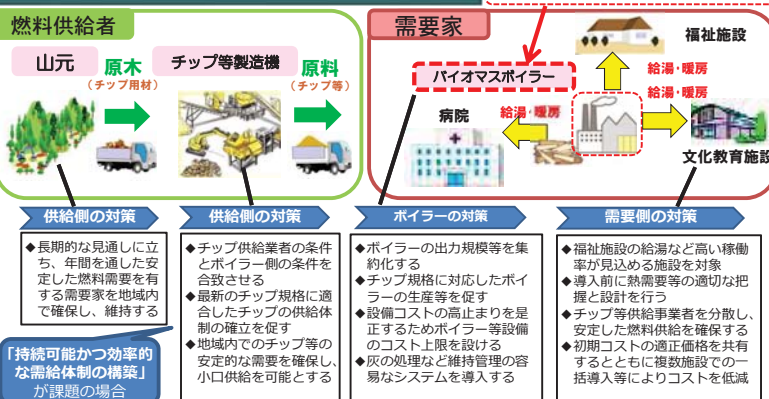 燃料供給者
山元
原木
（チップ用材）
チップ等製造機
原料
（チップ等）
需要家
バイオマスボイラー
病院
給湯・暖房
福祉施設
給湯・暖房
給湯・暖房
文化教育施設
供給側の対策
◆長期的な見通しに立
ち、年間を通した安
定した燃料需要を有
する需要家を地域内
で確保し、維持する
「持続可能かつ効率的
な需給体制の構築」
が課題の場合
供給側の対策
◆チップ供給業者の条件
とボイラー側の条件を
合致させる
◆最新のチップ規格に適
合したチップの供給体
制の確立を促す
◆地域内でのチップ等の
安定的な需要を確保し、
小口供給を可能とする
ボイラーの対策
◆ボイラーの出力規模等を集
約化する
◆チップ規格に対応したボイ
ラーの生産等を促す
◆設備コストの高止まりを是
正するためボイラー等設備
のコスト上限を設ける
◆灰の処理など維持管理の容
易なシステムを導入する
需要側の対策
◆福祉施設の給湯など高い稼働
率が見込める施設を対象
◆導入前に熱需要等の適切な把
握と設計を行う
◆チップ等供給事業者を分散し、
安定した燃料供給を確保する
◆初期コストの適正価格を共有
するとともに複数施設での一
括導入等によりコストを低減